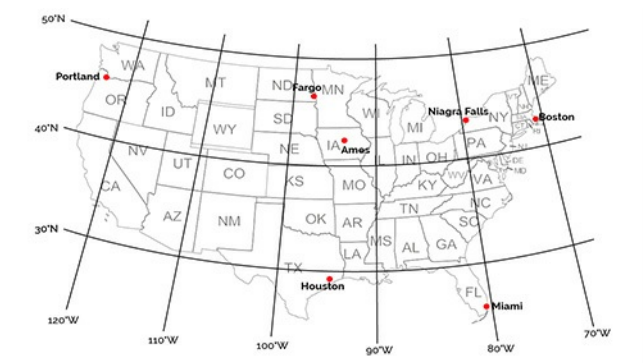 50°N
WA
MT
ND
Fargo
MN
ME
Portland
OR
ID
SD
WI
MI
Niagra Falls
NY
Boston
WY
40°N
NV
UT
NE
IA
Ames
IL
IN
OH
PA
NJ
DE
MD
CA
CO
KS
MO
KY
WV
VA
AZ
NM
OK
AR
TN
NC
SC
30°N
TX
LA
MS
AL
GA
Houston
FL
Miami
120°W
110°W
100°W
90°W
80°W
70°W